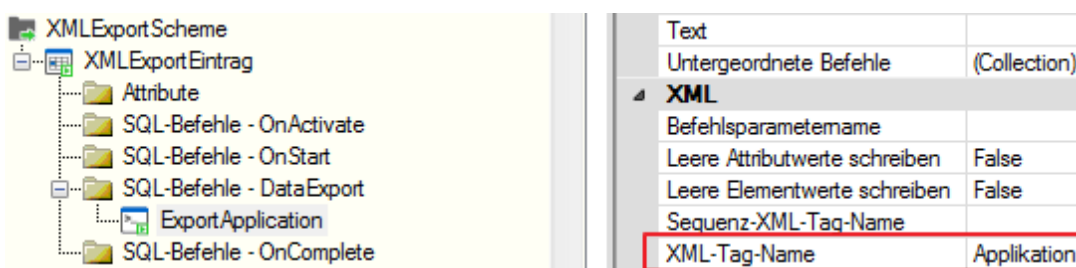 XMLExportScheme
XMLExportEintrag
Attribute
SQL-Befehle - OnActivate
SQL-Befehle - OnStart
SQL-Befehle - DataExport
ExportApplication
SQL-Befehle - OnComplete
Text
Untergeordnete Befehle (Collection)
XML
Befehlsparametername
Leere Attributwerte schreiben False
Leere Elementwerte schreiben False
Sequenz-XML-Tag-Name
XML-Tag-Name Applikation